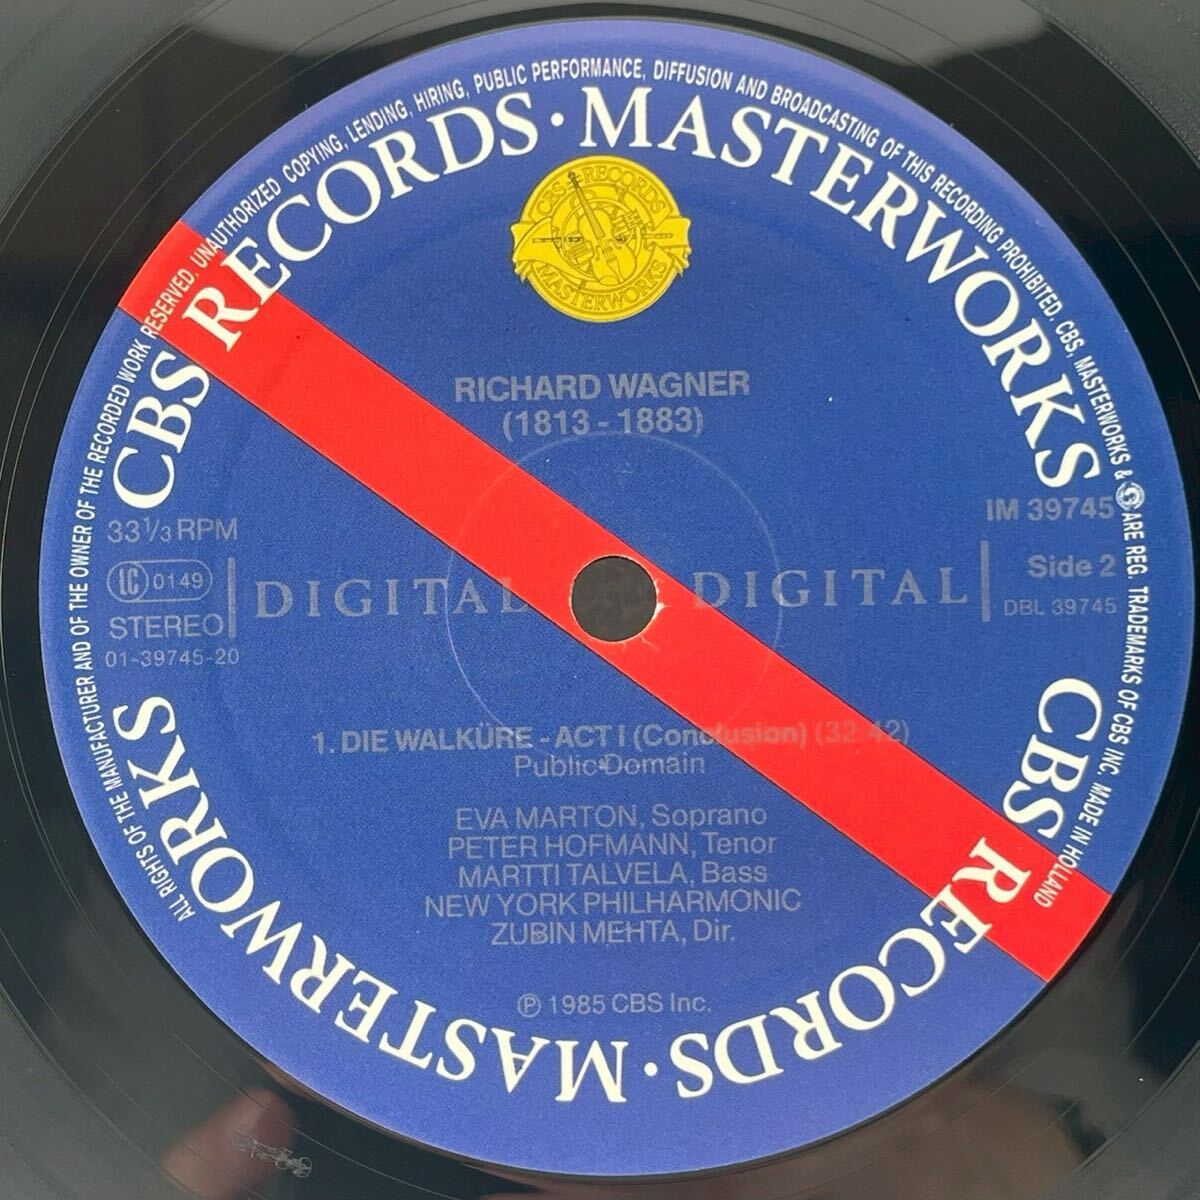 ALL RIGHTS OF THE MANUFACTURER AND OF THE OWNER OF THE RECORDED WORK RESERVED. UNAUTHORIZED COPYING, LENDING, HIRING, PUBLIC PERFORMANCE, DIFFUSION AND BROADCASTING OF THIS RECORDING PROHIBITED. CBS, MASTERWORKS & ARE REG. TRADEMARKS OF CBS INC. MADE IN HOLLAND
CBS RECORDS · MASTERWORKS
CBS RECORDS · MASTERWORKS
CBS RECORDS
MASTERWORKS
RICHARD WAGNER
(1813 - 1883)
33 1/3 RPM
IM 39745
LC 0149
Side 2
DIGITAL DIGITAL
STEREO
DBL 39745
01-39745-20
1. DIE WALKÜRE - ACT I (Conclusion) (32-42)
Public Domain
EVA MARTON, Soprano
PETER HOFMANN, Tenor
MARTTI TALVELA, Bass
NEW YORK PHILHARMONIC
ZUBIN MEHTA, Dir.
℗ 1985 CBS Inc.